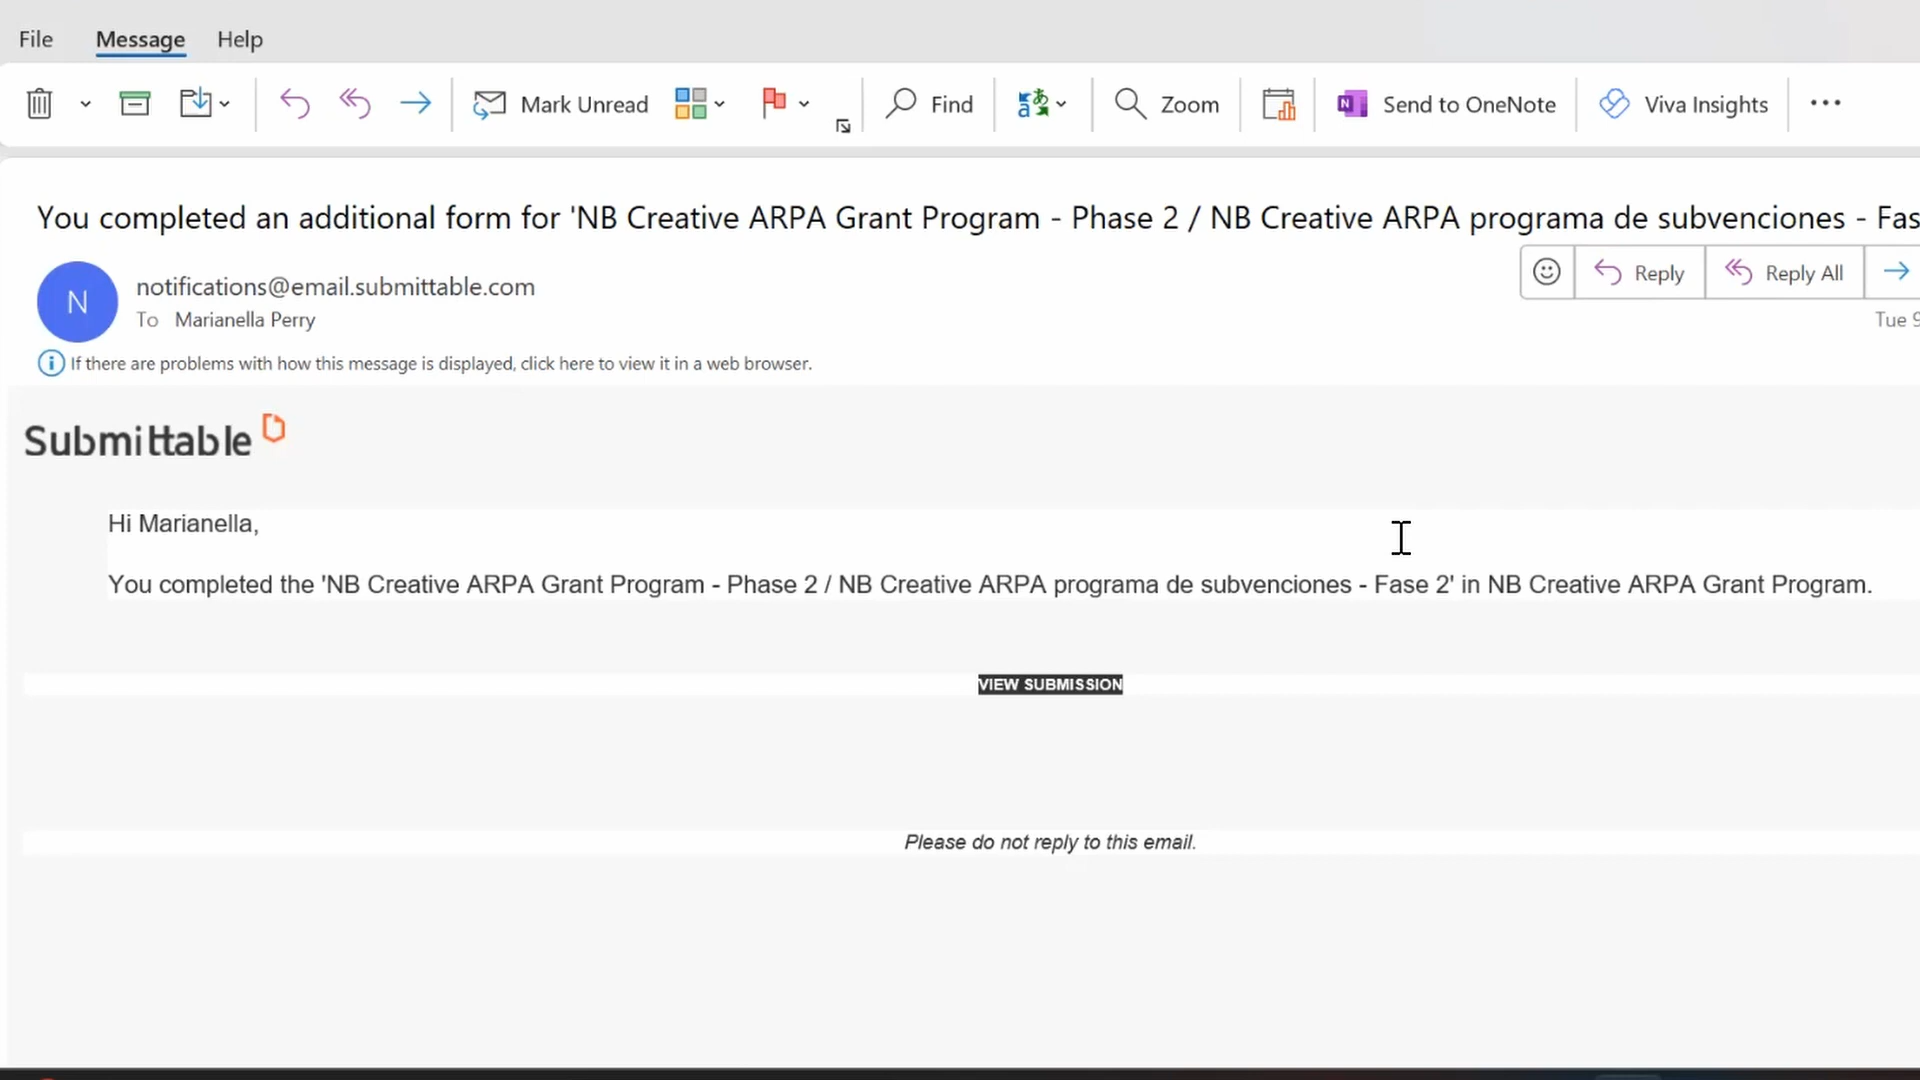 File Message Help
Mark Unread Find Zoom Send to OneNote Viva Insights
You completed an additional form for 'NB Creative ARPA Grant Program - Phase 2 / NB Creative ARPA programa de subvenciones - Fas
N notifications@email.submittable.com Reply Reply All
To Marianella Perry Tue 9
If there are problems with how this message is displayed, click here to view it in a web browser.
Submittable
Hi Marianella,
You completed the 'NB Creative ARPA Grant Program - Phase 2 / NB Creative ARPA programa de subvenciones - Fase 2' in NB Creative ARPA Grant Program.
VIEW SUBMISSION
Please do not reply to this email.